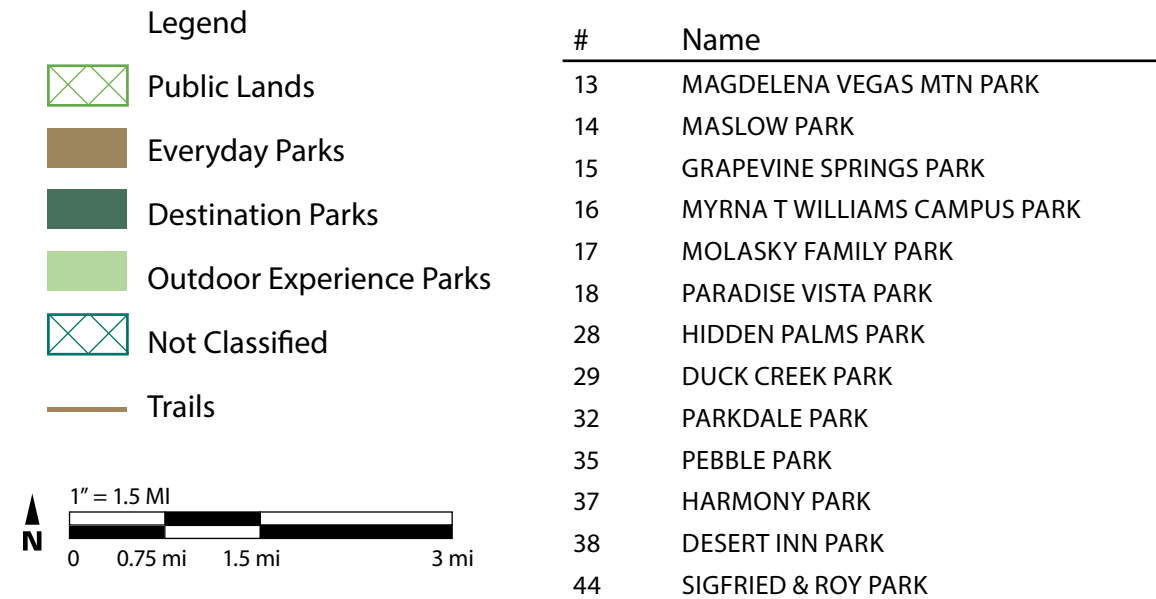 Legend
Public Lands
Everyday Parks
Destination Parks
Outdoor Experience Parks
Not Classified
Trails
1” = 1.5 MI
N
0 0.75 mi 1.5 mi 3 mi
# Name
13 MAGDELENA VEGAS MTN PARK
14 MASLOW PARK
15 GRAPEVINE SPRINGS PARK
16 MYRNA T WILLIAMS CAMPUS PARK
17 MOLASKY FAMILY PARK
18 PARADISE VISTA PARK
28 HIDDEN PALMS PARK
29 DUCK CREEK PARK
32 PARKDALE PARK
35 PEBBLE PARK
37 HARMONY PARK
38 DESERT INN PARK
44 SIGFRIED & ROY PARK